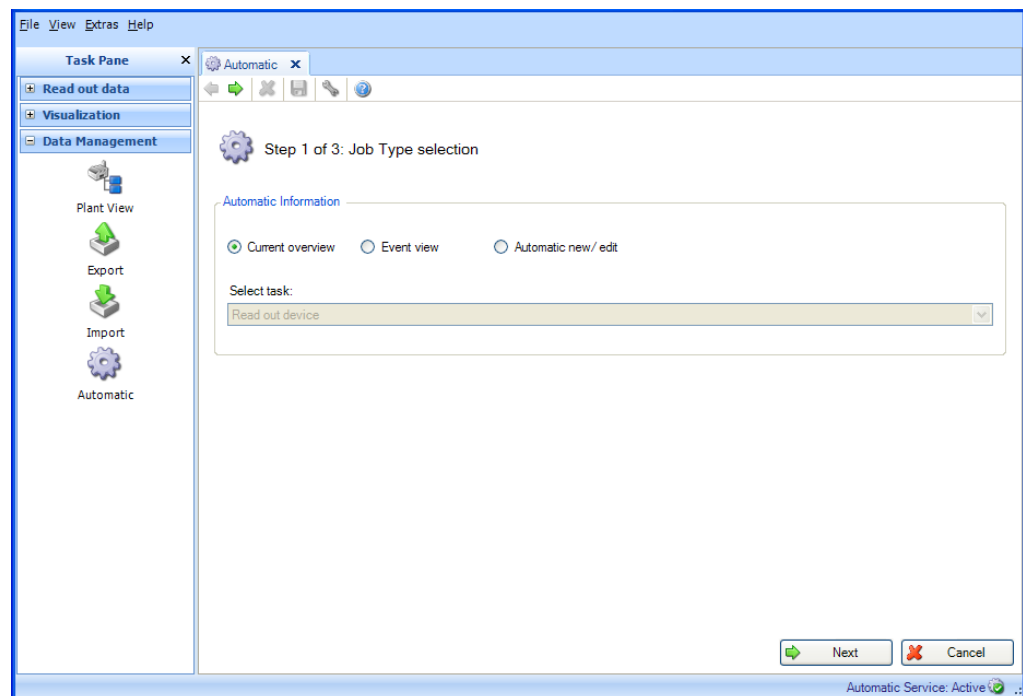 File View Extras Help
Task Pane
Automatic
Read out data
Visualization
Data Management
Plant View
Export
Import
Automatic
Step 1 of 3: Job Type selection
Automatic Information
Current overview Event view Automatic new/ edit
Select task:
Read out device
Next Cancel
Automatic Service: Active